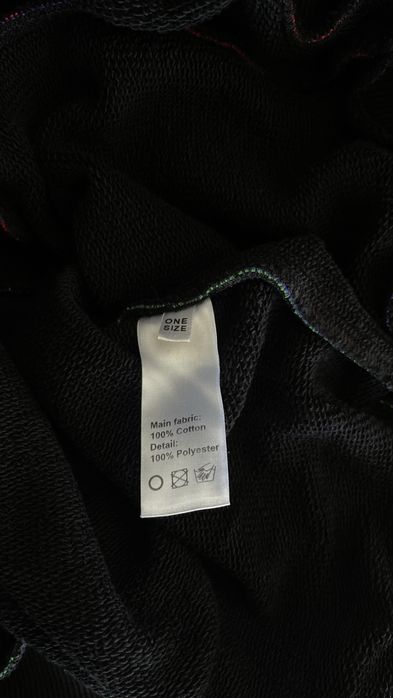 ONE
SIZE
Main fabric:
100% Cotton
Detail:
100% Polyester